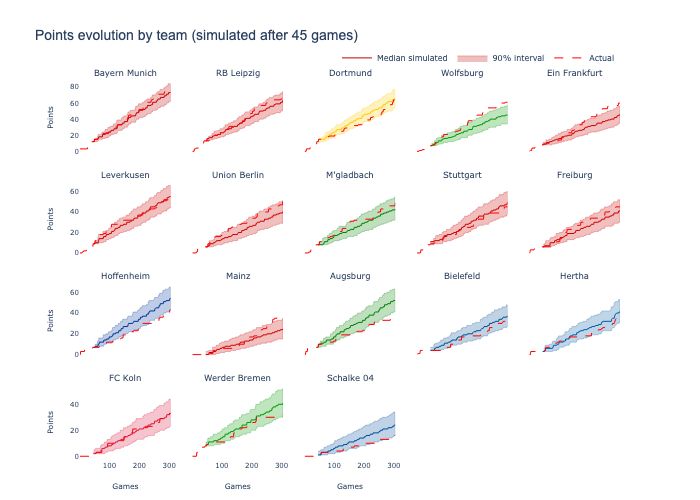 Points evolution by team (simulated after 45 games)
Median simulated 90% interval Actual
Bayern Munich RB Leipzig Dortmund Wolfsburg Ein Frankfurt
80
60
40
20
0
Points
Leverkusen Union Berlin M'gladbach Stuttgart Freiburg
60
40
20
0
Points
Hoffenheim Mainz Augsburg Bielefeld Hertha
60
40
20
0
Points
FC Koln Werder Bremen Schalke 04
40
20
0
Points
100 200 300 100 200 300 100 200 300
Games Games